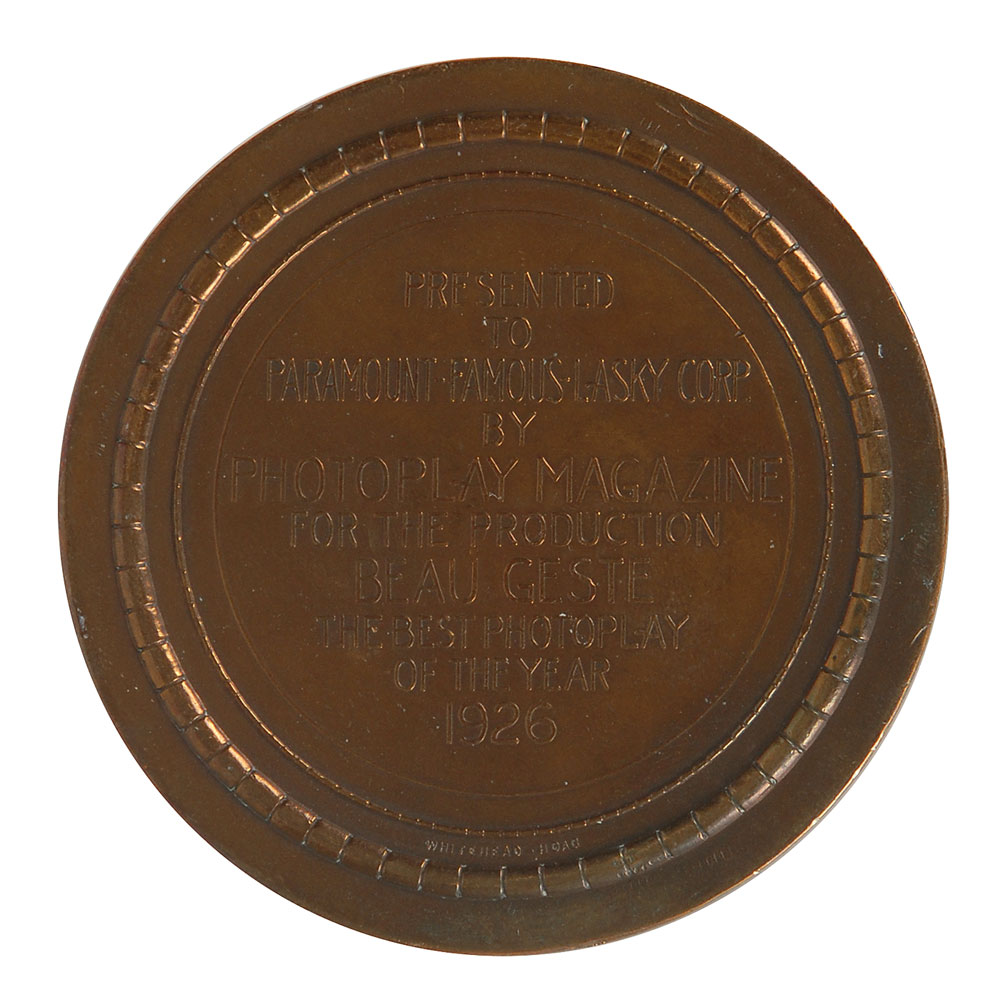 PRESENTED
TO
PARAMOUNT·FAMOUS·LASKY CORP.
BY
PHOTOPLAY MAGAZINE
FOR THE PRODUCTION
BEAU GESTE
THE·BEST PHOTOPLAY
OF THE YEAR
1926
WHITEHEAD·HOAG